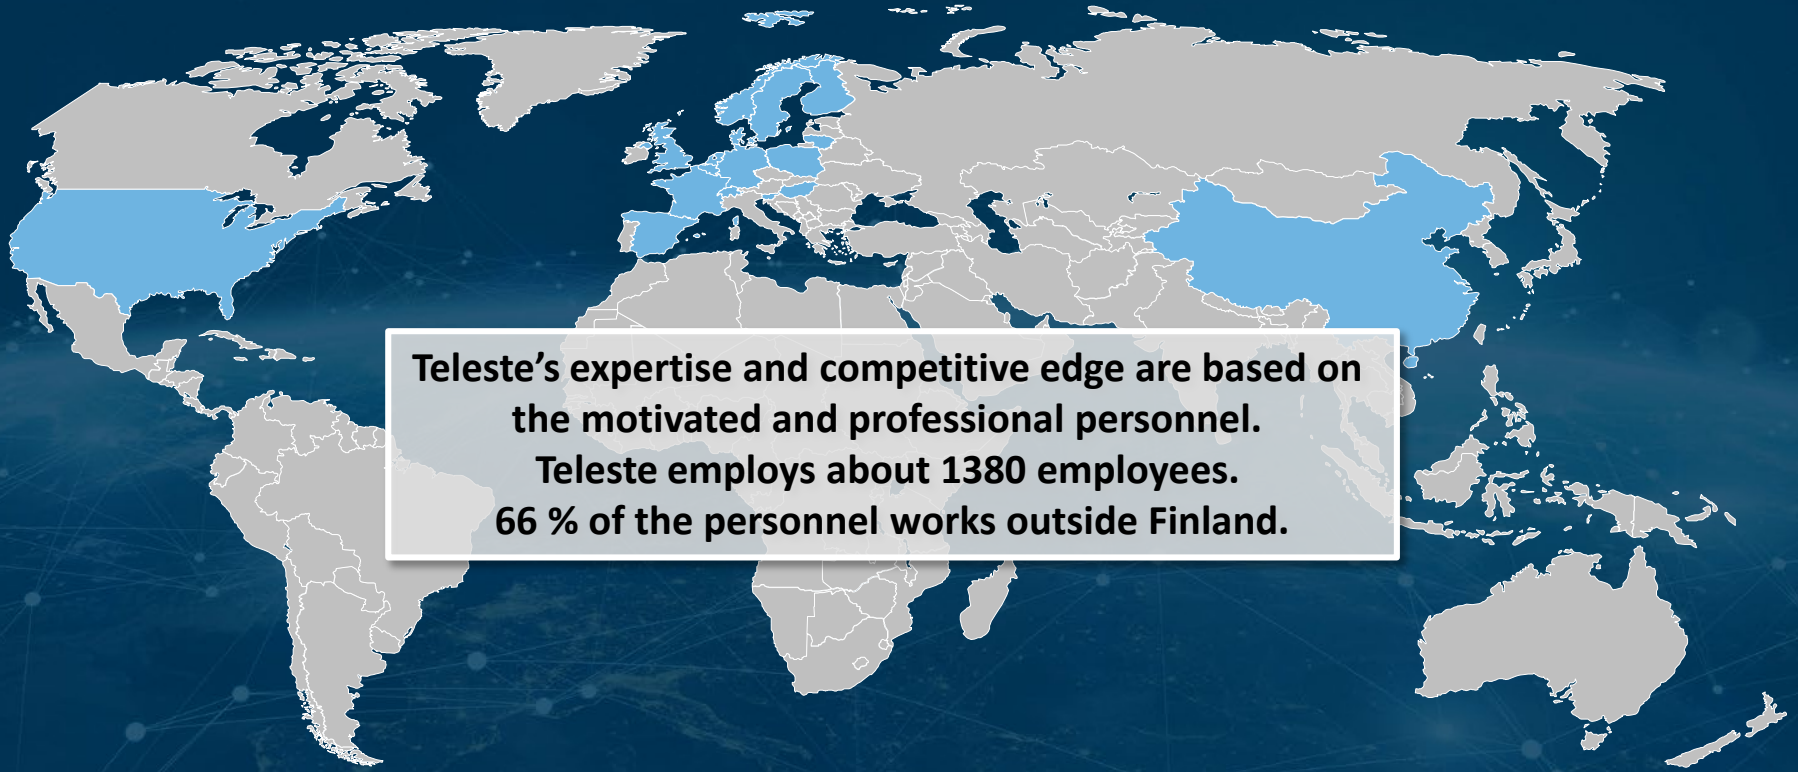 Teleste’s expertise and competitive edge are based on
the motivated and professional personnel.
Teleste employs about 1380 employees.
66 % of the personnel works outside Finland.